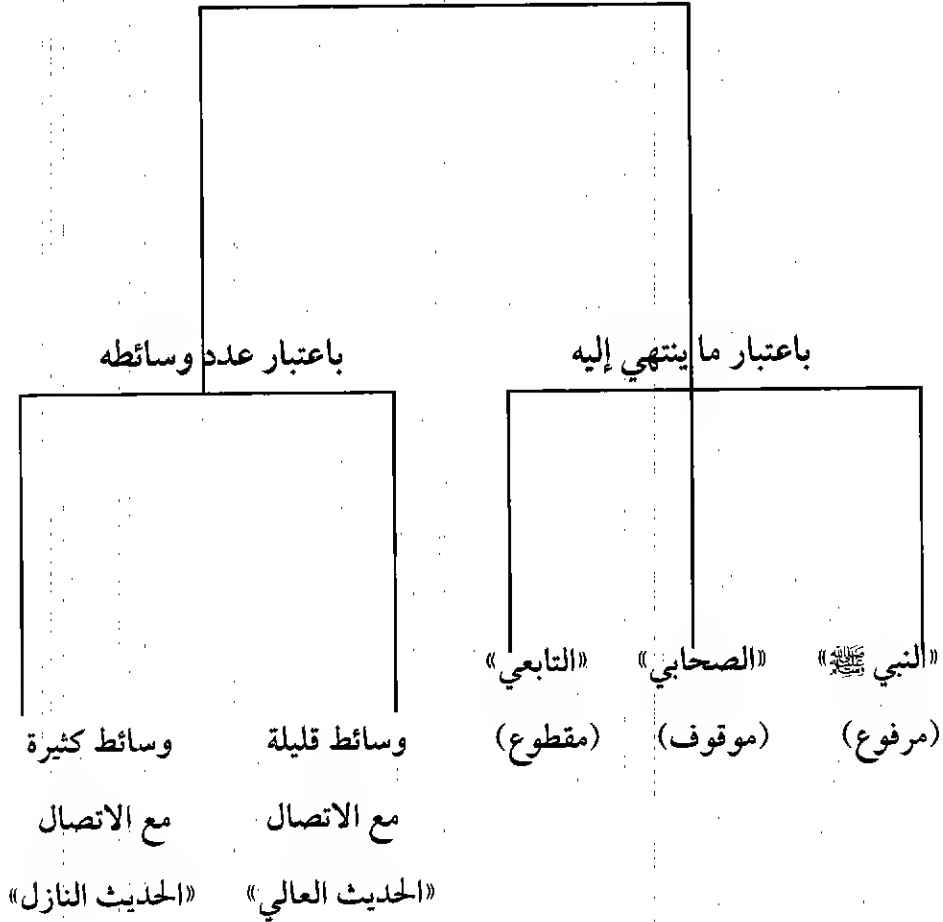 باعتبار ما ينتهي إليه
باعتبار عدد وسائطه
«النبي ﷺ»
(مرفوع)
«الصحابي»
(موقوف)
«التابعي»
(مقطوع)
وسائط قليلة
مع الاتصال
«الحديث العالي»
وسائط كثيرة
مع الاتصال
«الحديث النازل»